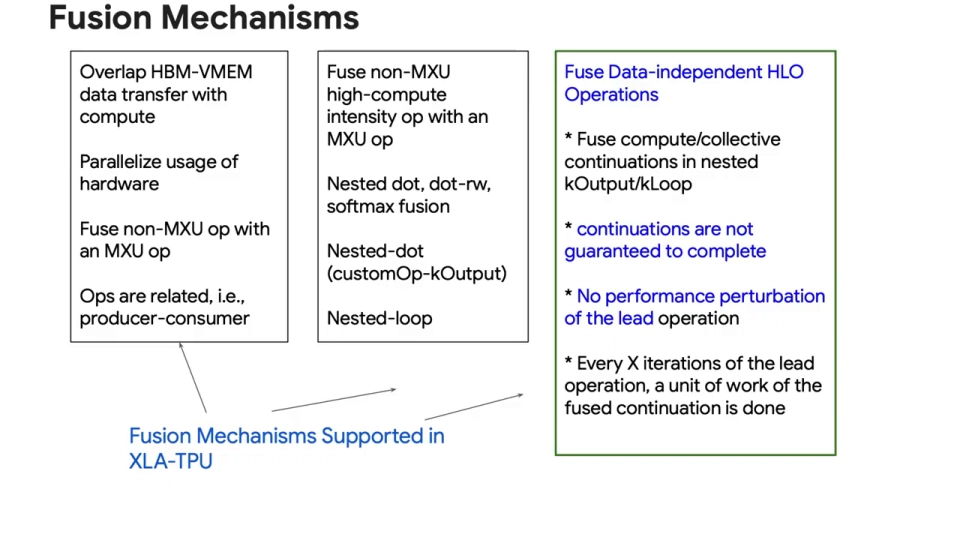 Fusion Mechanisms
Overlap HBM-VMEM
data transfer with
compute
Parallelize usage of
hardware
Fuse non-MXU op with
an MXU op
Ops are related, i.e.,
producer-consumer
Fuse non-MXU
high-compute
intensity op with an
MXU op
Nested dot, dot-rw,
softmax fusion
Nested-dot
(customOp-kOutput)
Nested-loop
Fuse Data-independent HLO
Operations
* Fuse compute/collective
continuations in nested
kOutput/kLoop
* continuations are not
guaranteed to complete
* No performance perturbation
of the lead operation
* Every X iterations of the lead
operation, a unit of work of the
fused continuation is done
Fusion Mechanisms Supported in
XLA-TPU